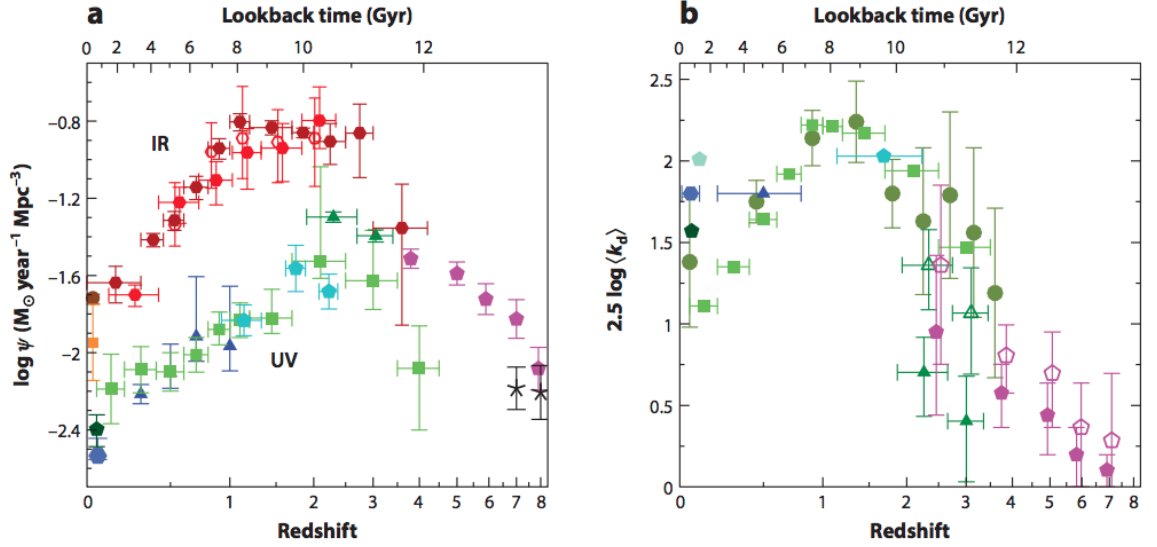 a
Lookback time (Gyr)
0 2 4 6 8 10 12
log ψ (M⊙ year−1 Mpc−3)
−0.8
−1.2
−1.6
−2
−2.4
IR
UV
0 1 2 3 4 5 6 7 8
Redshift
b
Lookback time (Gyr)
0 2 4 6 8 10 12
2.5 log ⟨kd⟩
2.5
2
1.5
1
0.5
0
0 1 2 3 4 5 6 7 8
Redshift